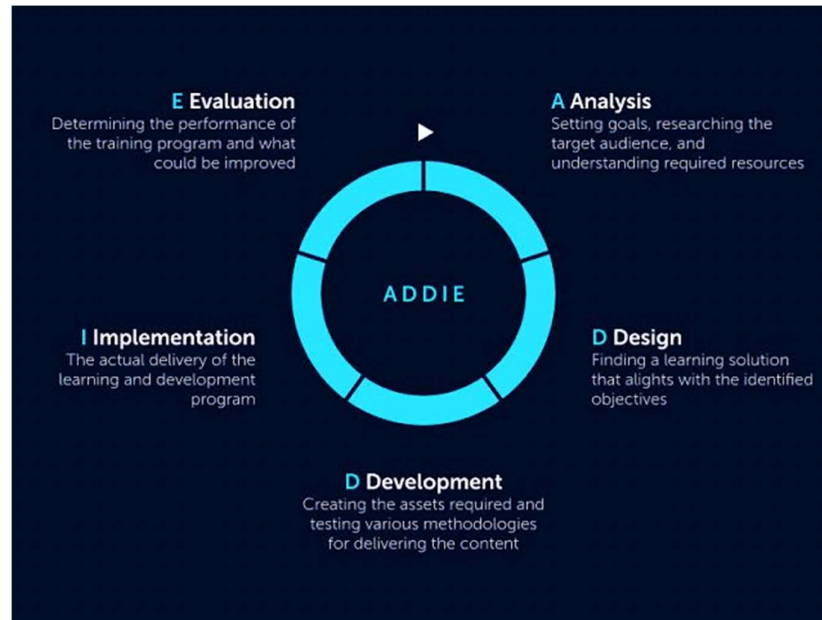 E Evaluation
Determining the performance of
the training program and what
could be improved
A Analysis
Setting goals, researching the
target audience, and
understanding required resources
ADDIE
I Implementation
The actual delivery of the
learning and development
program
D Design
Finding a learning solution
that alights with the identified
objectives
D Development
Creating the assets required and
testing various methodologies
for delivering the content